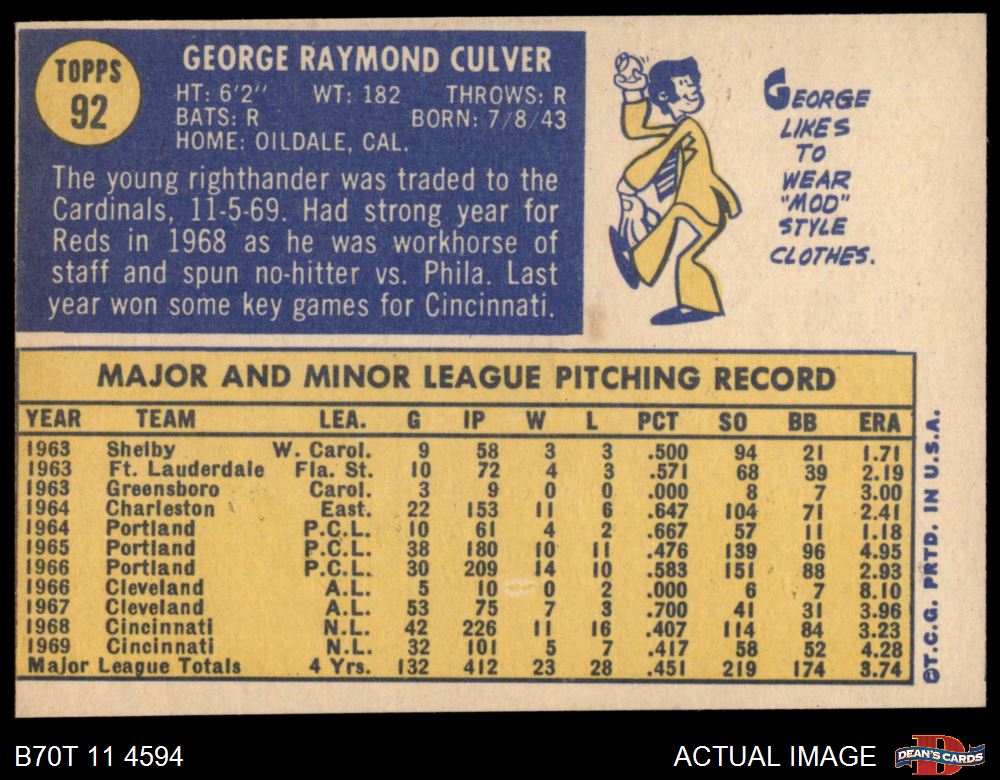 TOPPS
92
GEORGE RAYMOND CULVER
HT: 6'2" WT: 182 THROWS: R
BATS: R BORN: 7/8/43
HOME: OILDALE, CAL.
The young righthander was traded to the
Cardinals, 11-5-69. Had strong year for
Reds in 1968 as he was workhorse of
staff and spun no-hitter vs. Phila. Last
year won some key games for Cincinnati.
GEORGE
LIKES
TO
WEAR
"MOD"
STYLE
CLOTHES.
MAJOR AND MINOR LEAGUE PITCHING RECORD
YEAR TEAM LEA. G IP W L PCT SO BB ERA
1963 Shelby W. Carol. 9 58 3 3 .500 94 21 1.71
1963 Ft. Lauderdale Fla. St. 10 72 4 3 .571 68 39 2.19
1963 Greensboro Carol. 3 9 0 0 .000 8 7 3.00
1964 Charleston East. 22 153 11 6 .647 104 71 2.41
1964 Portland P.C.L. 10 61 4 2 .667 57 11 1.18
1965 Portland P.C.L. 38 180 10 11 .476 139 96 4.95
1966 Portland P.C.L. 30 209 14 10 .583 151 88 2.93
1966 Cleveland A.L. 5 10 0 2 .000 6 7 8.10
1967 Cleveland A.L. 53 75 7 3 .700 41 31 3.96
1968 Cincinnati N.L. 42 226 11 16 .407 114 84 3.23
1969 Cincinnati N.L. 32 101 5 7 .417 58 52 4.28
Major League Totals 4 Yrs. 132 412 23 28 .451 219 174 3.74
©T.C.G. PRTD. IN U.S.A.
B70T 11 4594
ACTUAL IMAGE
D
DEAN'S CARDS